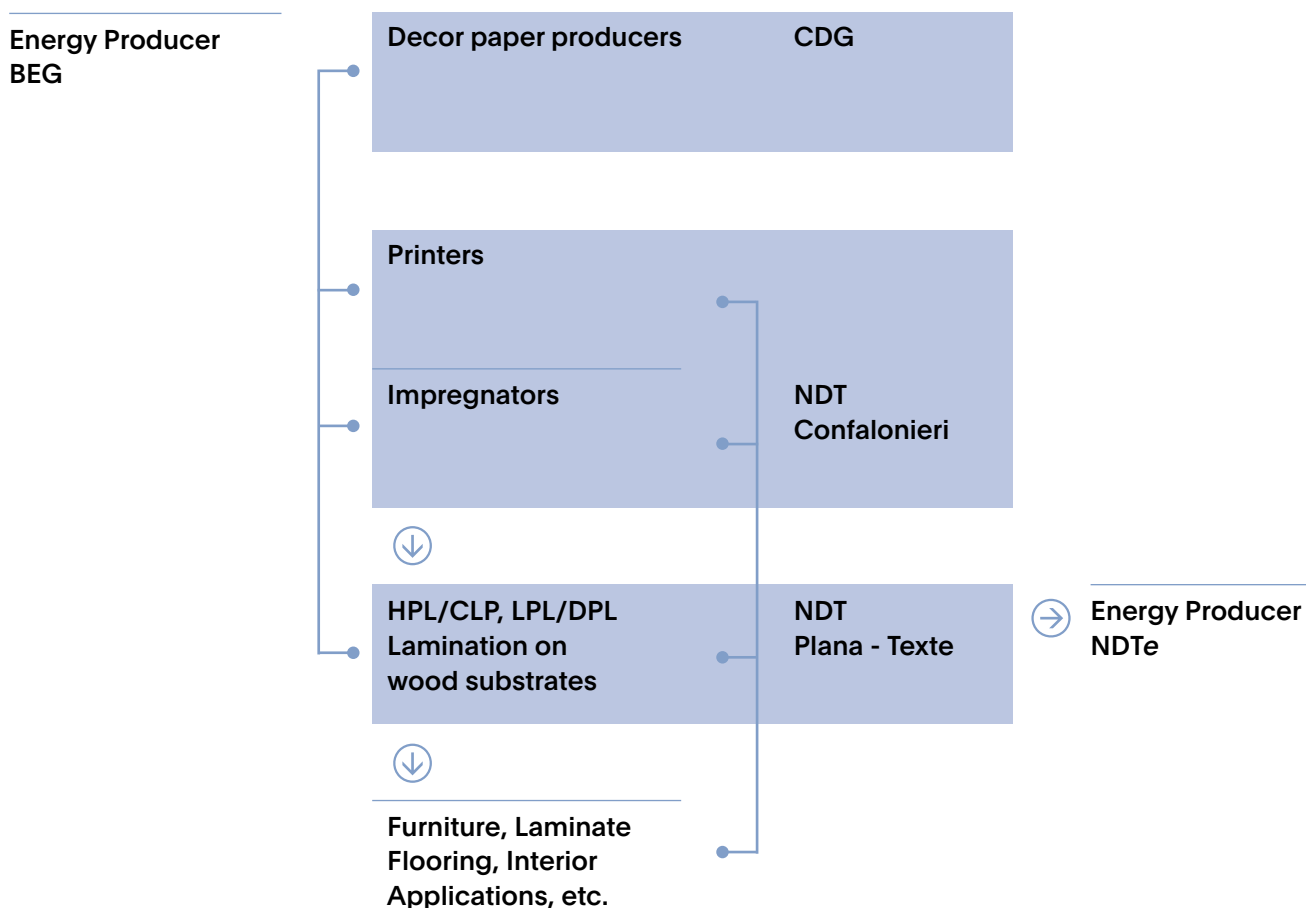 Energy Producer
BEG
Decor paper producers
CDG
Printers
Impregnators
NDT
Confalonieri
HPL/CLP, LPL/DPL
Lamination on
wood substrates
NDT
Plana - Texte
Energy Producer
NDTe
Furniture, Laminate
Flooring, Interior
Applications, etc.